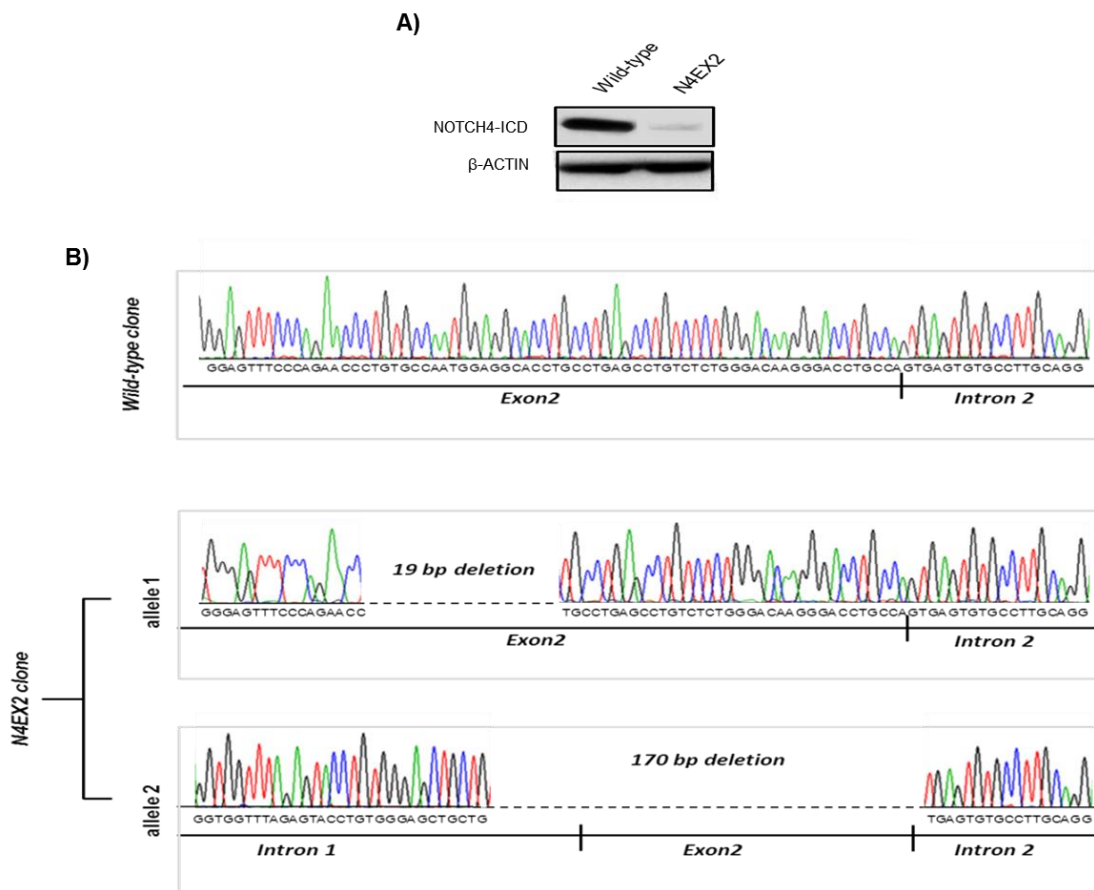 A)
Wild-type
N4EX2
NOTCH4-ICD
β-ACTIN
B)
Wild-type clone
GGAGTTTCCCAGAACCCTGTGCCAATGGAGGCACCTGCCTGAGCCTGTCTCTGGGACAAGGGACCTGCCAGTGAGTGTGCCTTGCAGG
Exon2
Intron 2
N4EX2 clone
allele 1
19 bp deletion
GGGAGTTTCCCAGAACC
TGCCTGAGCCTGTCTCTGGGACAAGGGACCTGCCAGTGAGTGTGCCTTGCAGG
Exon2
Intron 2
allele 2
170 bp deletion
GGTGGTTTAGAGTACCTGTGGGAGCTGCTG
TGAGTGTGCCTTGCAGG
Intron 1
Exon2
Intron 2